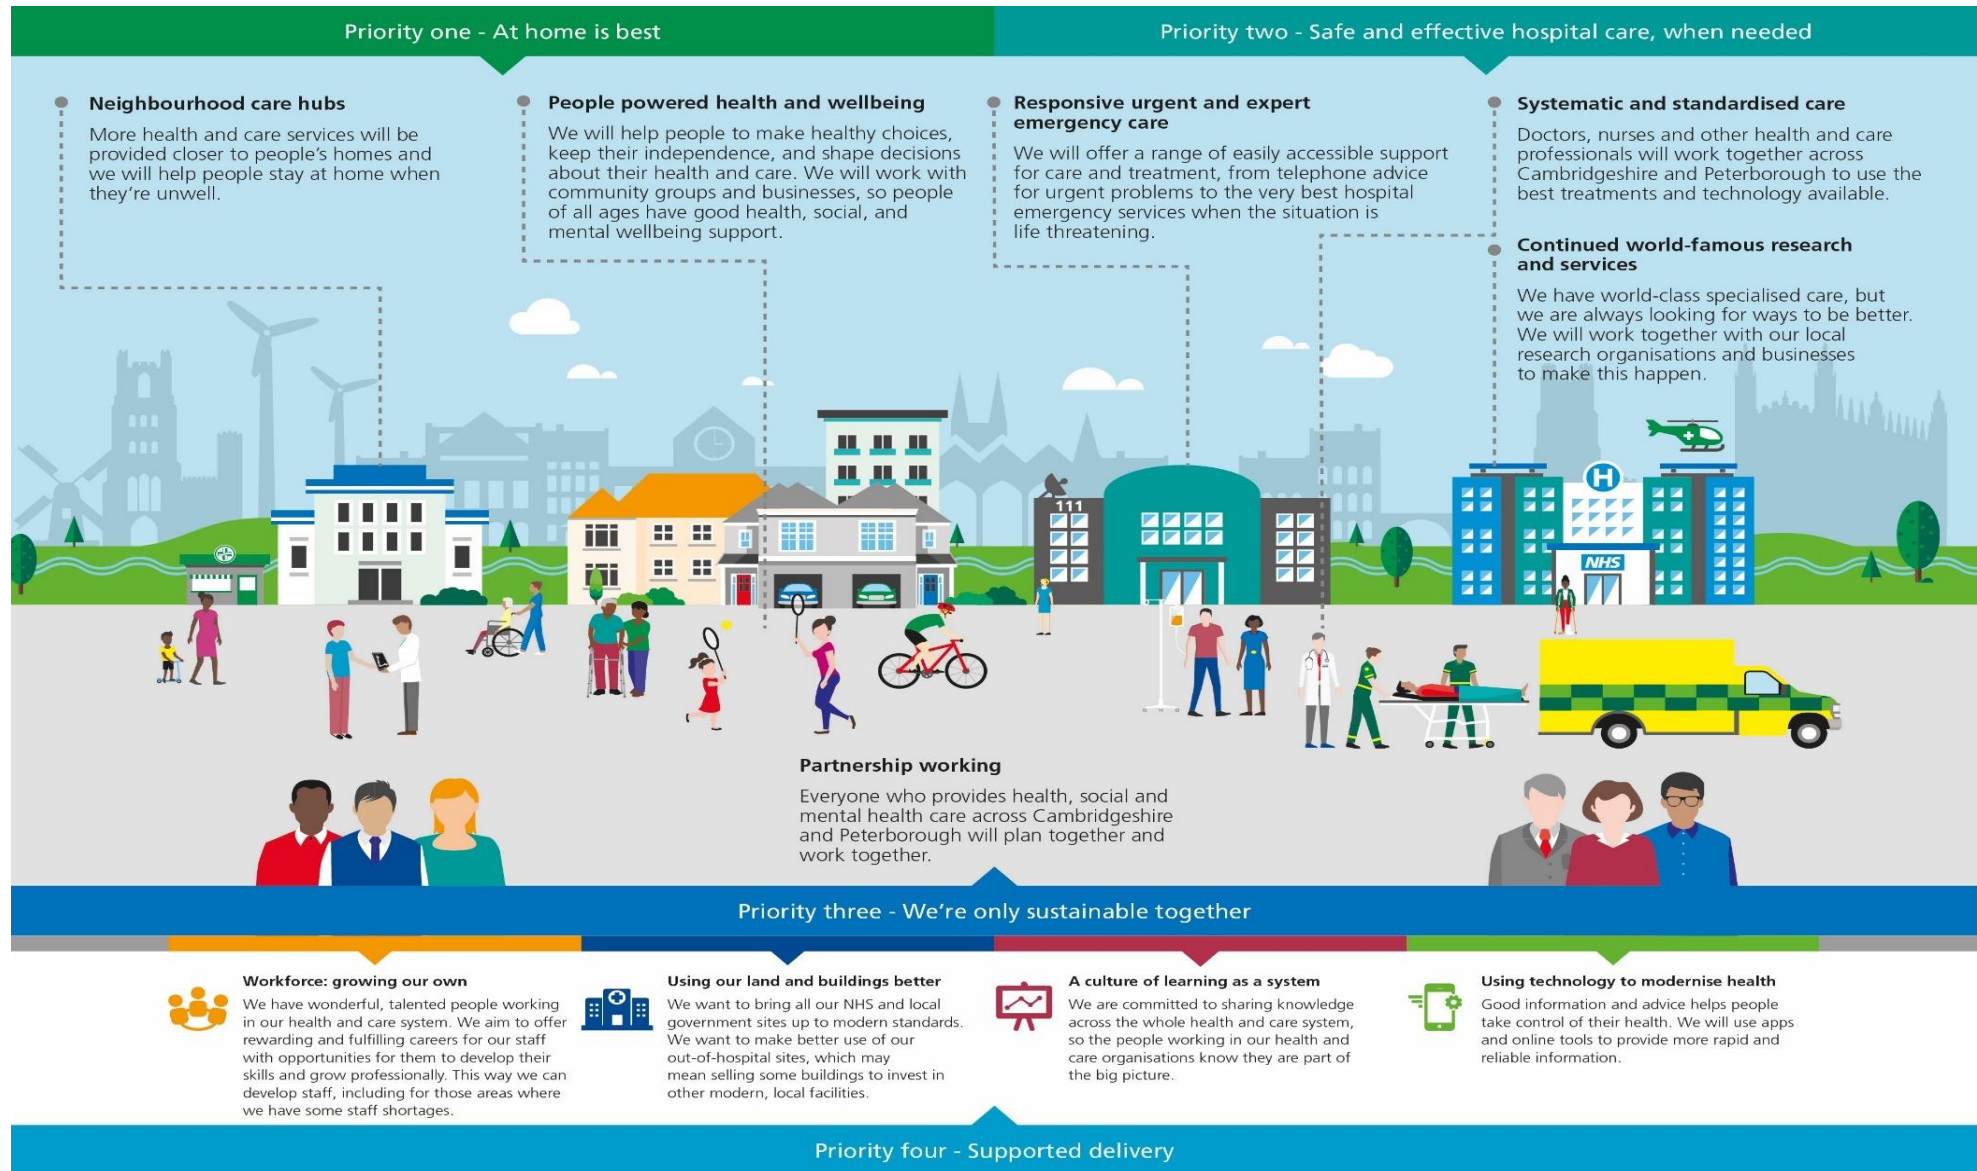 Priority one - At home is best
Priority two - Safe and effective hospital care, when needed
Neighbourhood care hubs
More health and care services will be
provided closer to people's homes and
we will help people stay at home when
they're unwell.
People powered health and wellbeing
We will help people to make healthy choices,
keep their independence, and shape decisions
about their health and care. We will work with
community groups and businesses, so people
of all ages have good health, social, and
mental wellbeing support.
Responsive urgent and expert
emergency care
We will offer a range of easily accessible support
for care and treatment, from telephone advice
for urgent problems to the very best hospital
emergency services when the situation is
life threatening.
Systematic and standardised care
Doctors, nurses and other health and care
professionals will work together across
Cambridgeshire and Peterborough to use the
best treatments and technology available.
Continued world-famous research
and services
We have world-class specialised care, but
we are always looking for ways to be better.
We will work together with our local
research organisations and businesses
to make this happen.
111
H
NHS
Partnership working
Everyone who provides health, social and
mental health care across Cambridgeshire
and Peterborough will plan together and
work together.
Priority three - We're only sustainable together
Workforce: growing our own
We have wonderful, talented people working
in our health and care system. We aim to offer
rewarding and fulfilling careers for our staff
with opportunities for them to develop their
skills and grow professionally. This way we can
develop staff, including for those areas where
we have some staff shortages.
Using our land and buildings better
We want to bring all our NHS and local
government sites up to modern standards.
We want to make better use of our
out-of-hospital sites, which may
mean selling some buildings to invest in
other modern, local facilities.
A culture of learning as a system
We are committed to sharing knowledge
across the whole health and care system,
so the people working in our health and
care organisations know they are part of
the big picture.
Using technology to modernise health
Good information and advice helps people
take control of their health. We will use apps
and online tools to provide more rapid and
reliable information.
Priority four - Supported delivery